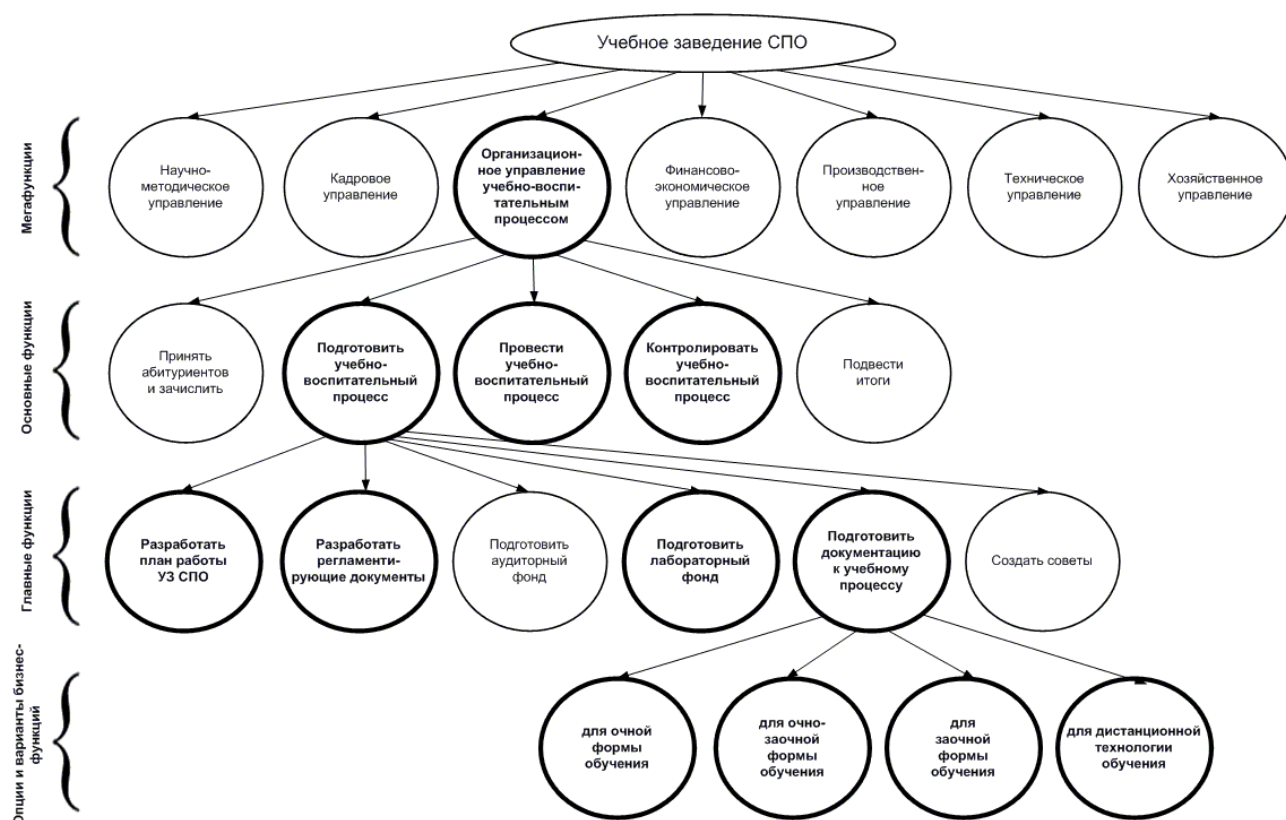 Учебное заведение СПО
Мегафункции
Научно-
методическое
управление
Кадровое
управление
Организацион-
ное управление
учебно-воспи-
тательным
процессом
Финансово-
экономическое
управление
Производствен-
ное
управление
Техническое
управление
Хозяйственное
управление
Основные функции
Принять
абитуриентов
и зачислить
Подготовить
учебно-
воспитательный
процесс
Провести
учебно-
воспитательный
процесс
Контролировать
учебно-
воспитательный
процесс
Подвести
итоги
Главные функции
Разработать
план работы
УЗ СПО
Разработать
регламенти-
рующие документы
Подготовить
аудиторный
фонд
Подготовить
лабораторный
фонд
Подготовить
документацию
к учебному
процессу
Создать советы
Опции и варианты бизнес-
функций
для очной
формы
обучения
для очно-
заочной
формы
обучения
для
заочной
формы
обучения
для дистанционной
технологии
обучения